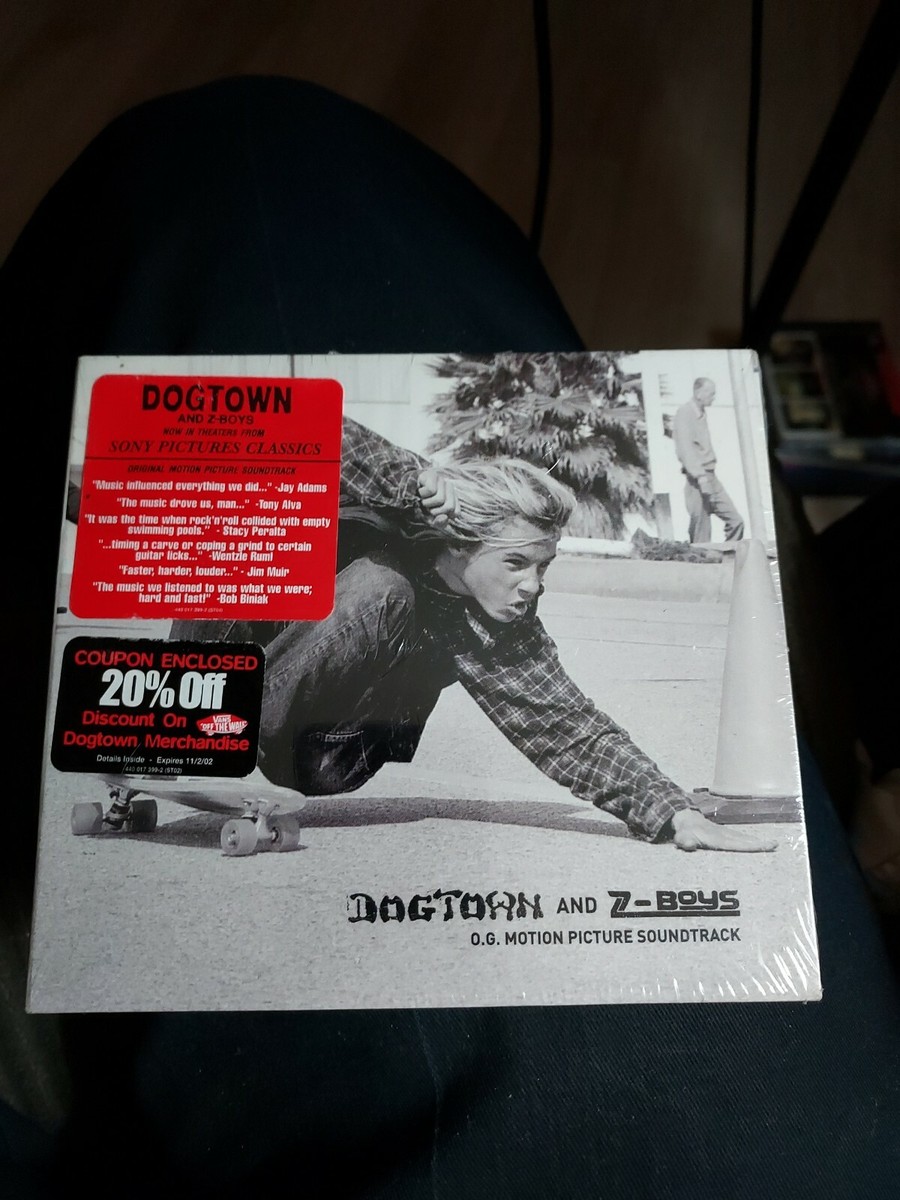 DOGTOWN
AND Z-BOYS
NOW IN THEATERS FROM
SONY PICTURES CLASSICS
ORIGINAL MOTION PICTURE SOUNDTRACK
"Music influenced everything we did..." -Jay Adams
"The music drove us, man..." -Tony Alva
"It was the time when rock'n'roll collided with empty
swimming pools." - Stacy Peralta
"...timing a carve or coping a grind to certain
guitar licks..." -Wentzle Ruml
"Faster, harder, louder..." - Jim Muir
"The music we listened to was what we were;
hard and fast!" -Bob Biniak
COUPON ENCLOSED
20% Off
Discount On
VANS
"OFF THE WALL"
Dogtown Merchandise
Details Inside - Expires 11/2/02
440 017 399-2 (ST02)
DOGTOWN AND Z-BOYS
O.G. MOTION PICTURE SOUNDTRACK